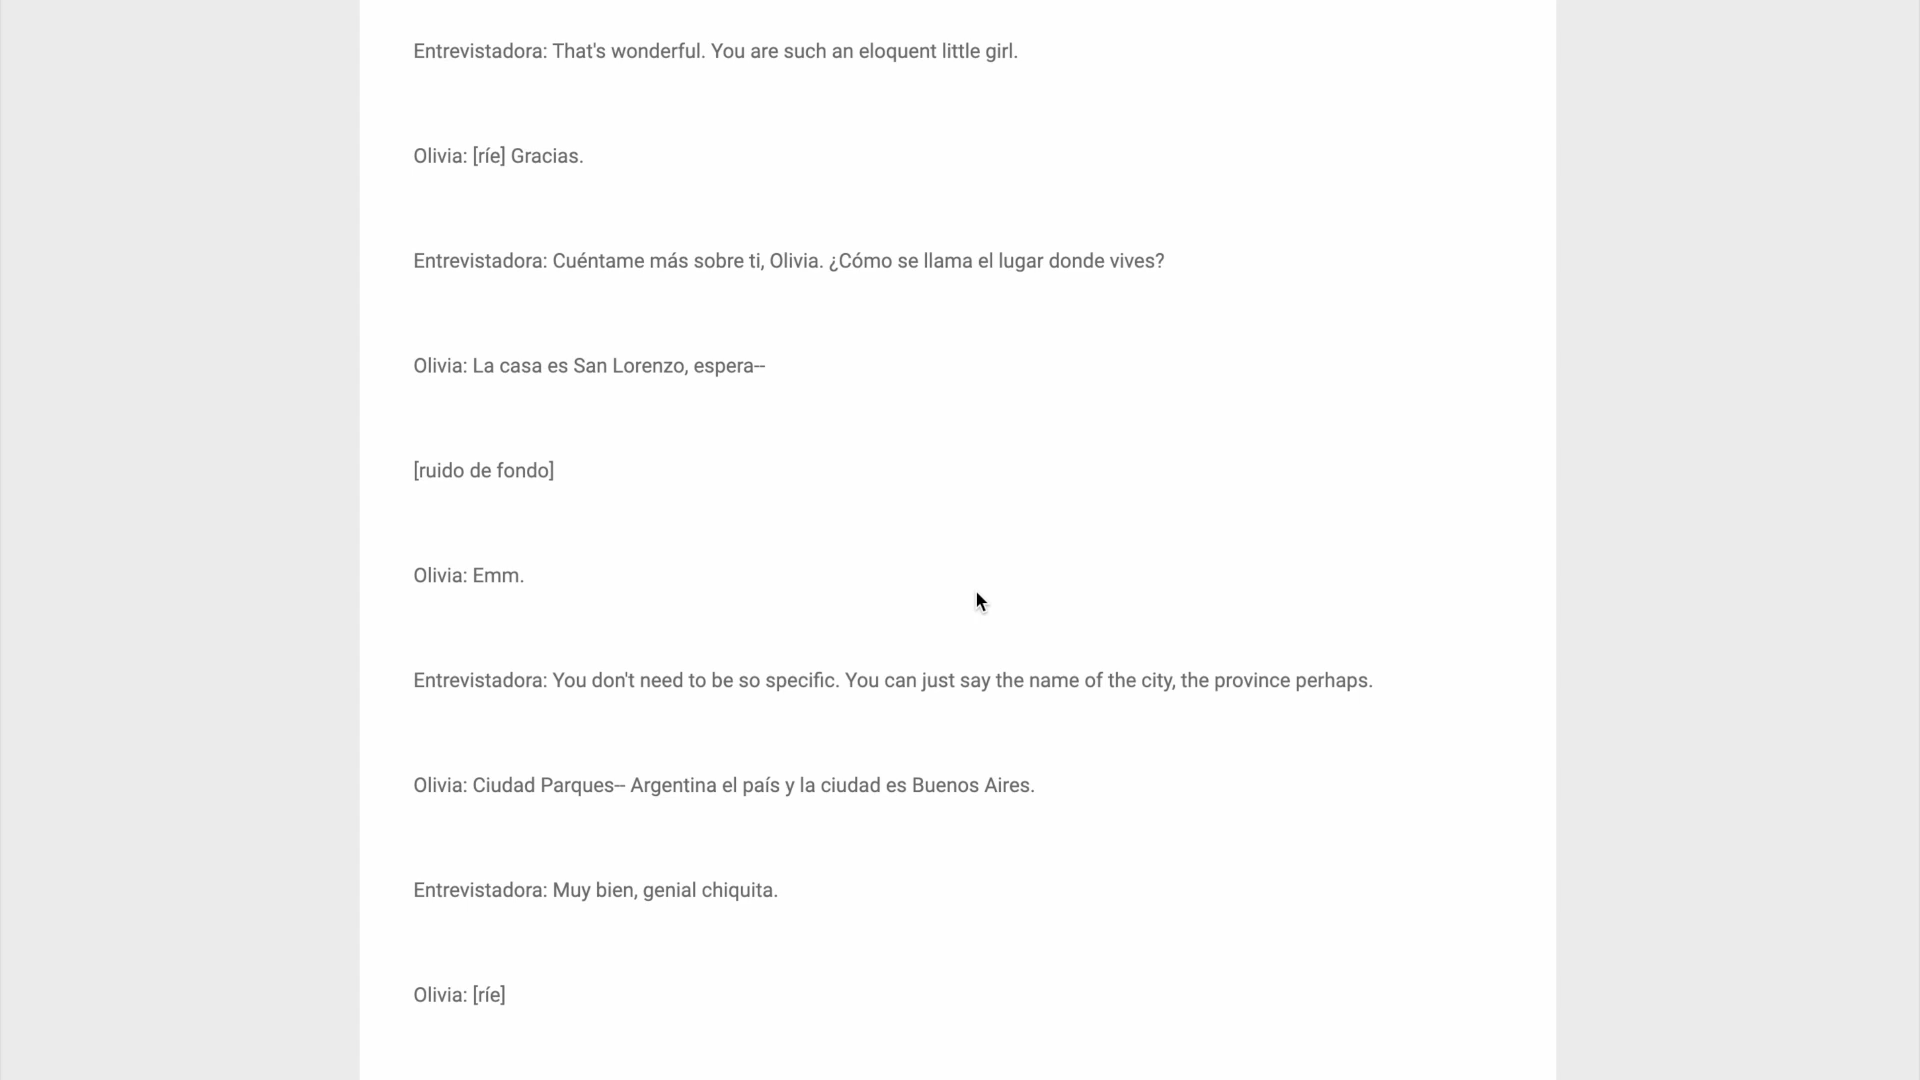 Entrevistadora: That's wonderful. You are such an eloquent little girl.
Olivia: [ríe] Gracias.
Entrevistadora: Cuéntame más sobre ti, Olivia. ¿Cómo se llama el lugar donde vives?
Olivia: La casa es San Lorenzo, espera--
[ruido de fondo]
Olivia: Emm.
Entrevistadora: You don't need to be so specific. You can just say the name of the city, the province perhaps.
Olivia: Ciudad Parques-- Argentina el país y la ciudad es Buenos Aires.
Entrevistadora: Muy bien, genial chiquita.
Olivia: [ríe]